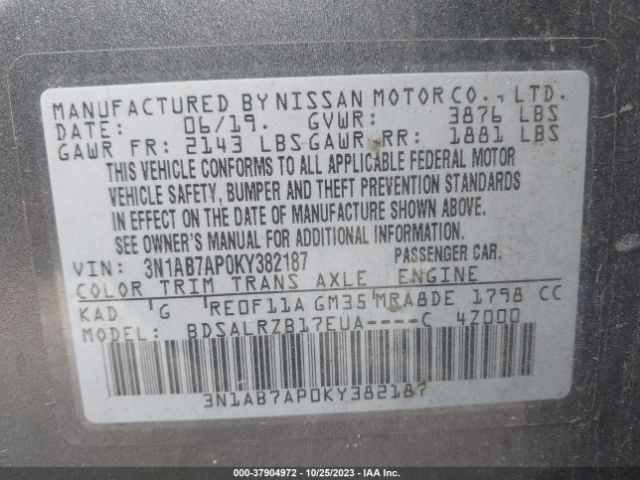 MANUFACTURED BY NISSAN MOTOR CO., LTD.
DATE: 06/19. GVWR: 3876 LBS
GAWR FR: 2143 LBS GAWR RR: 1881 LBS
THIS VEHICLE CONFORMS TO ALL APPLICABLE FEDERAL MOTOR
VEHICLE SAFETY, BUMPER AND THEFT PREVENTION STANDARDS
IN EFFECT ON THE DATE OF MANUFACTURE SHOWN ABOVE.
SEE OWNER'S MANUAL FOR ADDITIONAL INFORMATION.
VIN: 3N1AB7AP0KY382187 PASSENGER CAR.
COLOR TRIM TRANS AXLE ENGINE
KAD G RE0F11A GM35 MRA8DE 1798 CC
MODEL: BDSALRZB17EUA----C 4Z000
3N1AB7AP0KY382187
000-37904972 - 10/25/2023 - IAAI.com